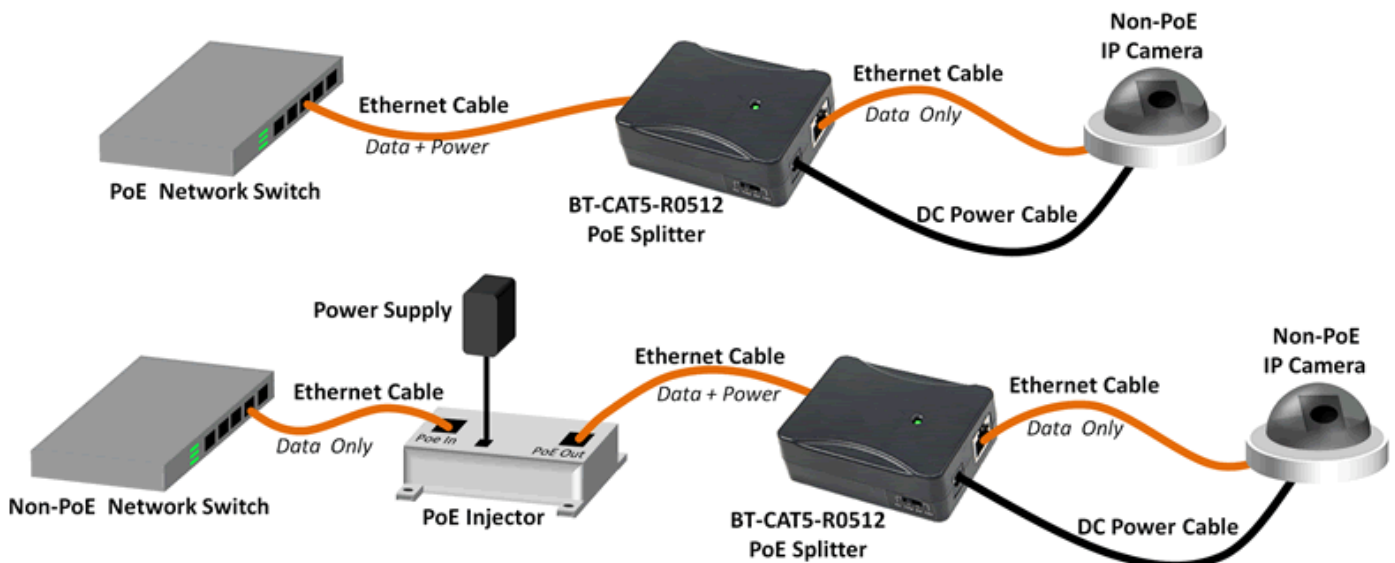 Non-PoE
IP Camera
Ethernet Cable
Data Only
Ethernet Cable
Data + Power
PoE Network Switch
BT-CAT5-R0512
PoE Splitter
DC Power Cable
Power Supply
Non-PoE
IP Camera
Ethernet Cable
Data + Power
Ethernet Cable
Data Only
Ethernet Cable
Data Only
Poe In
PoE Out
Non-PoE Network Switch
PoE Injector
BT-CAT5-R0512
PoE Splitter
DC Power Cable